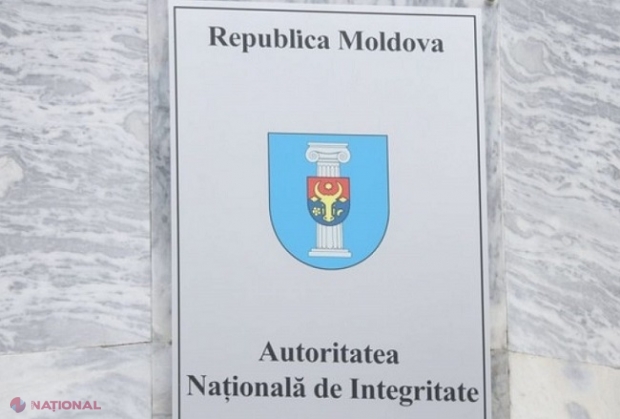 Republica Moldova
Autoritatea
Națională de Integritate
NAȚIONAL